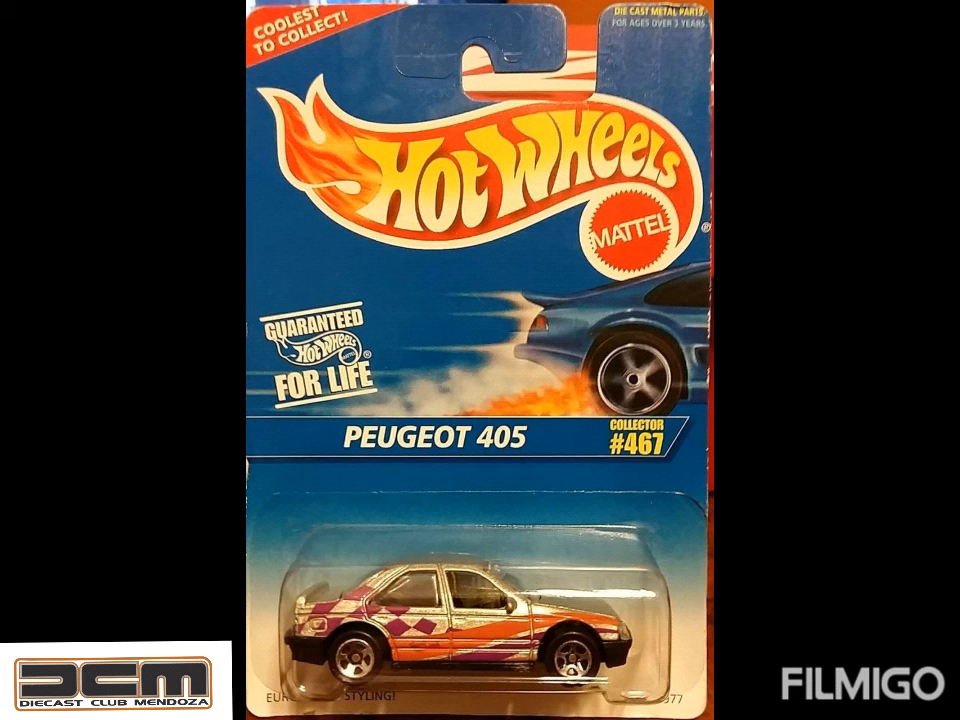 COOLEST
TO COLLECT!
DIE CAST METAL PARTS.
FOR AGES OVER 3 YEARS
HOT WHEELS
MATTEL
®
GUARANTEED
HOT WHEELS
MATTEL
®
FOR LIFE
PEUGEOT 405
COLLECTOR
#467
STYLING!
DCM
DIECAST CLUB MENDOZA
FILMIGO